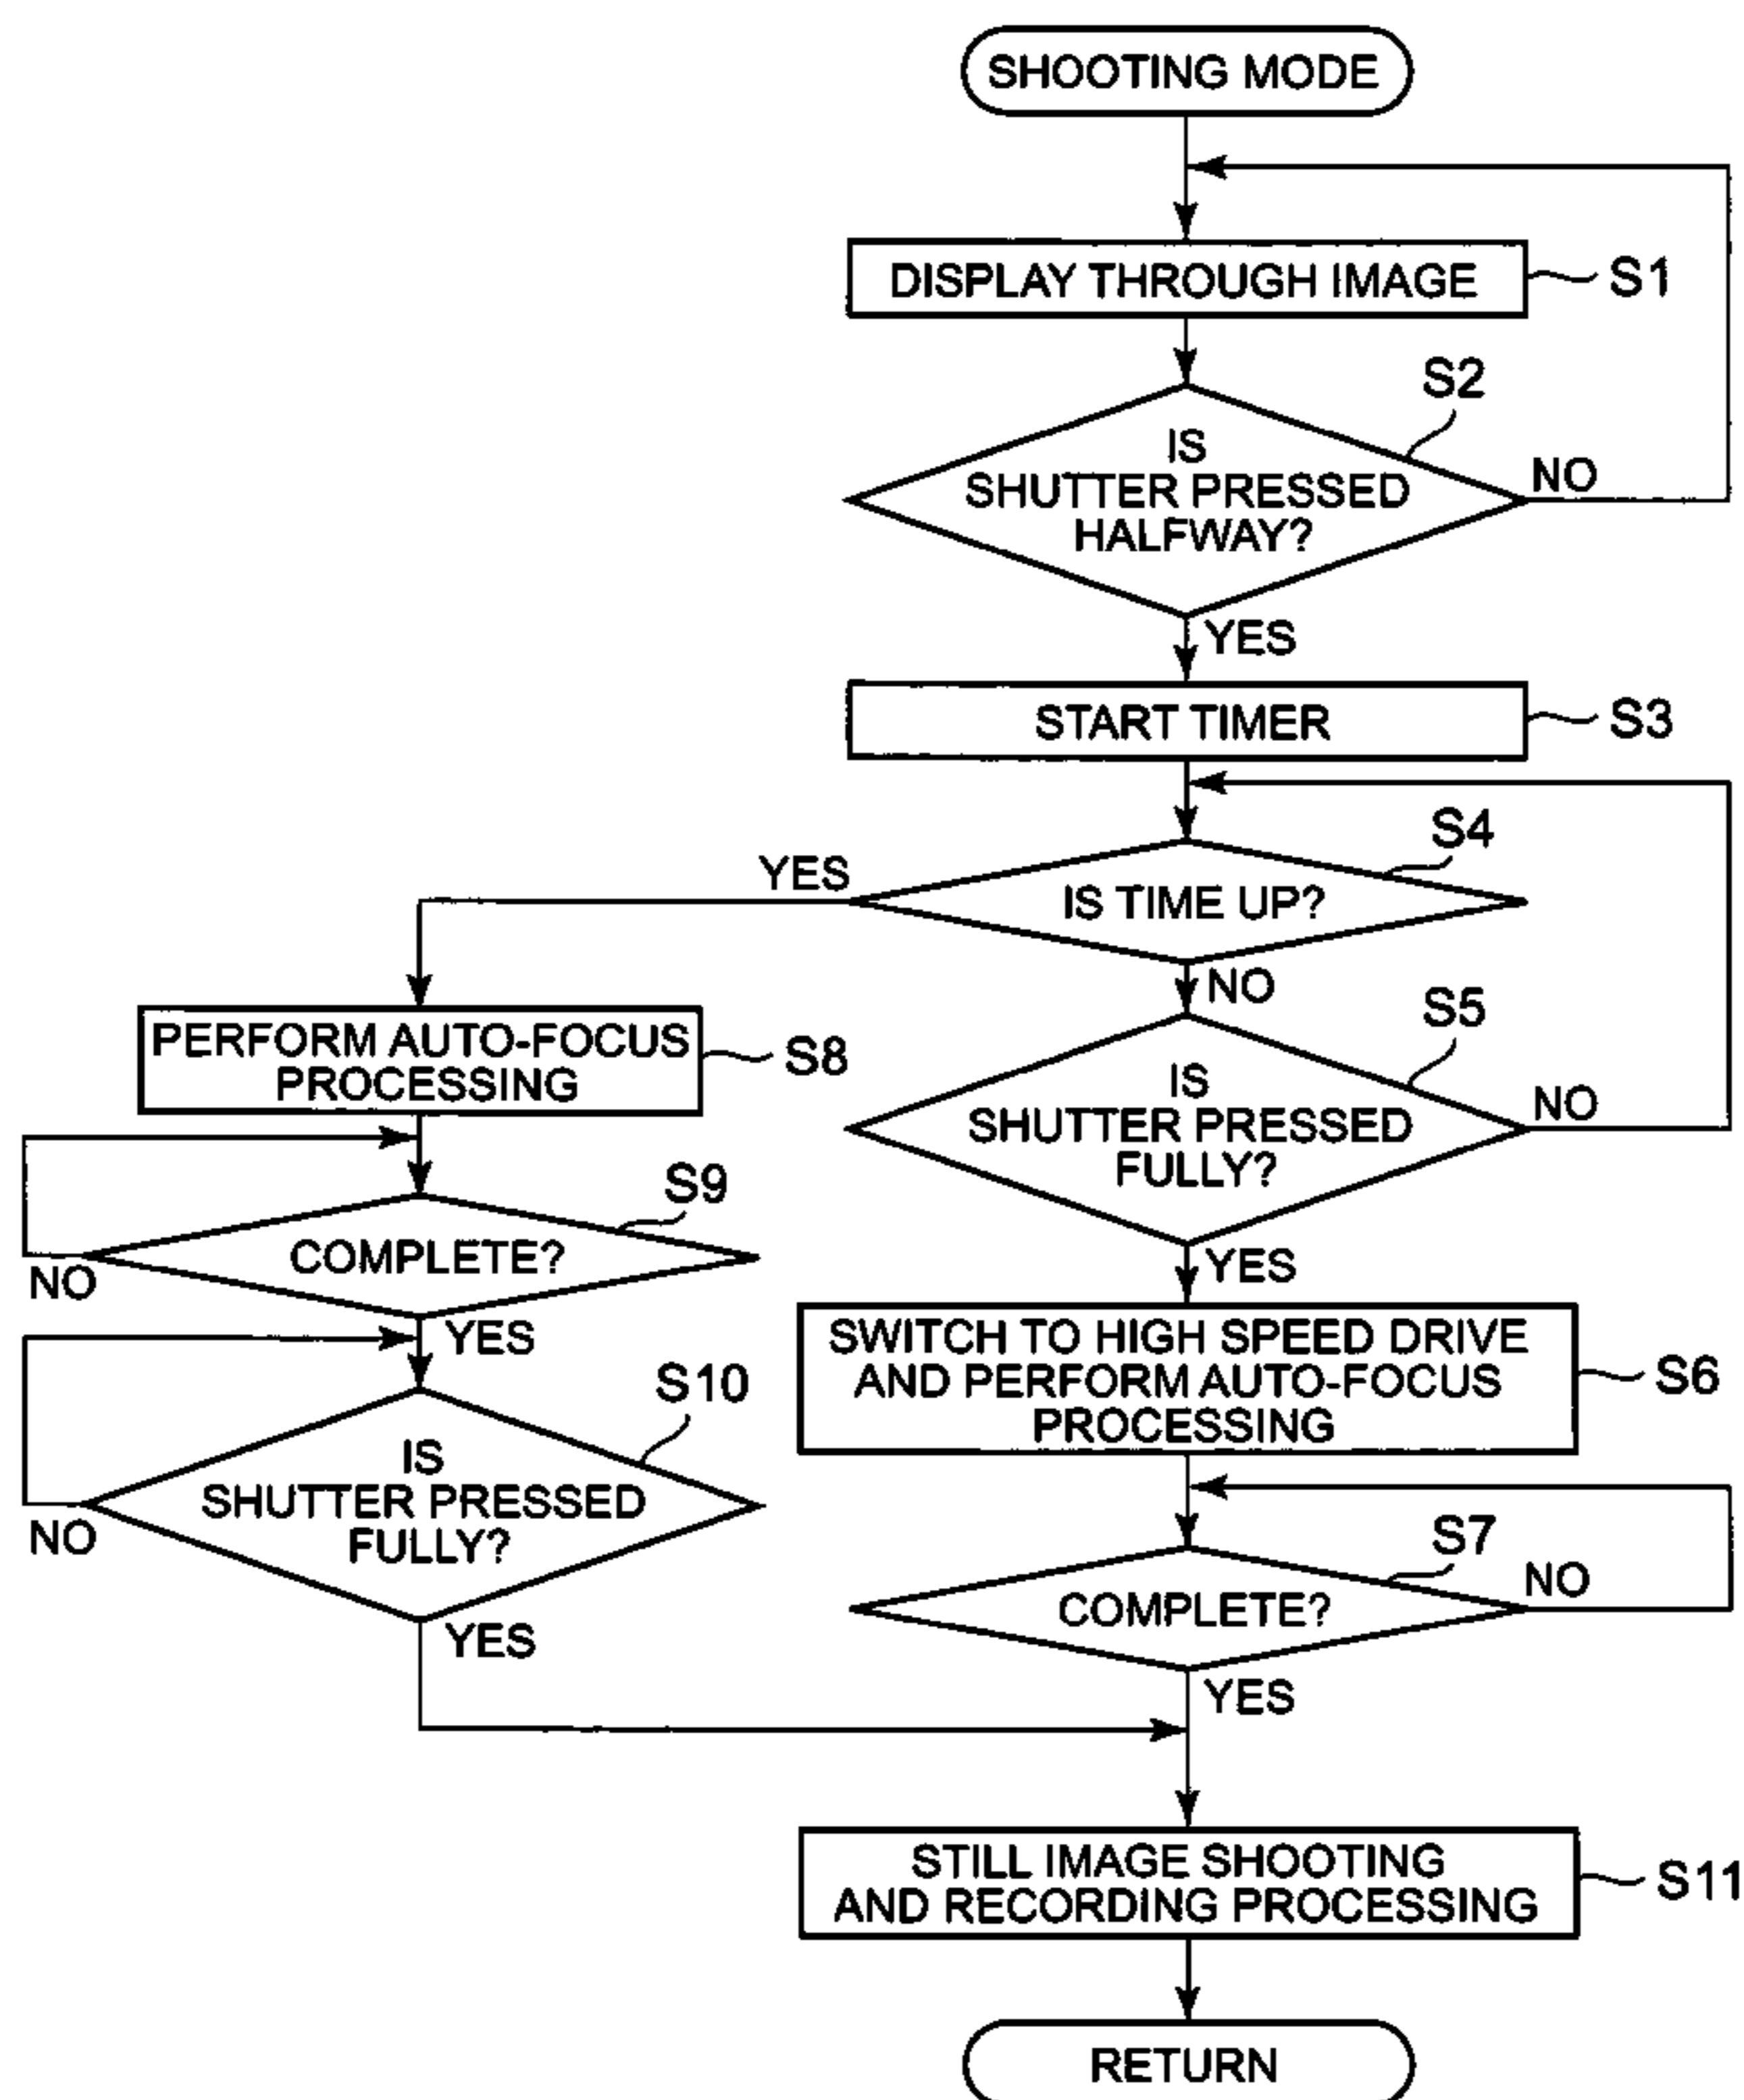 SHOOTING MODE
DISPLAY THROUGH IMAGE
S1
S2
IS
SHUTTER PRESSED
HALFWAY?
NO
YES
START TIMER
S3
S4
YES
IS TIME UP?
NO
S5
IS
SHUTTER PRESSED
FULLY?
NO
YES
SWITCH TO HIGH SPEED DRIVE
AND PERFORM AUTO-FOCUS
PROCESSING
S6
S7
COMPLETE?
NO
YES
PERFORM AUTO-FOCUS
PROCESSING
S8
S9
COMPLETE?
NO
YES
S10
IS
SHUTTER PRESSED
FULLY?
NO
YES
STILL IMAGE SHOOTING
AND RECORDING PROCESSING
S11
RETURN